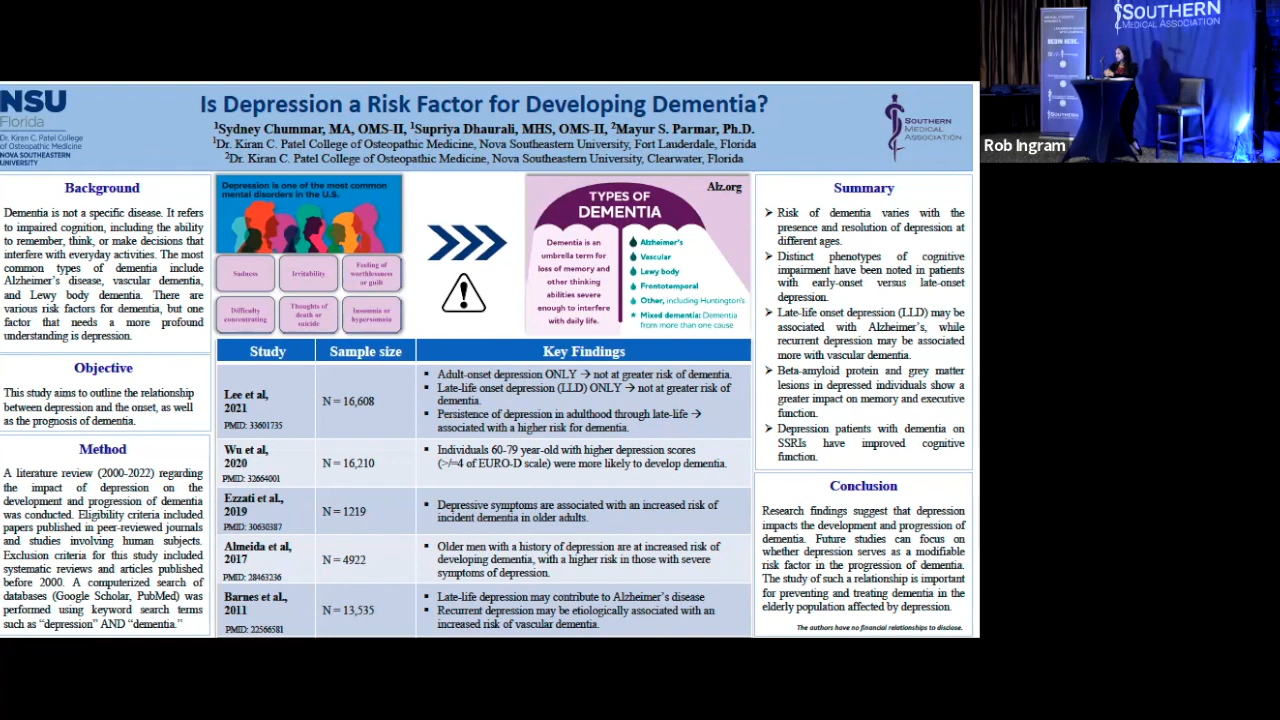 NSU
Florida
Dr. Kiran C. Patel College
of Osteopathic Medicine
NOVA SOUTHEASTERN
UNIVERSITY
Is Depression a Risk Factor for Developing Dementia?
1Sydney Chummar, MA, OMS-II, 1Supriya Dhaurali, MHS, OMS-II, 2Mayur S. Parmar, Ph.D.
1Dr. Kiran C. Patel College of Osteopathic Medicine, Nova Southeastern University, Fort Lauderdale, Florida
2Dr. Kiran C. Patel College of Osteopathic Medicine, Nova Southeastern University, Clearwater, Florida
SOUTHERN
MEDICAL
ASSOCIATION
Background
Dementia is not a specific disease. It refers
to impaired cognition, including the ability
to remember, think, or make decisions that
interfere with everyday activities. The most
common types of dementia include
Alzheimer's disease, vascular dementia,
and Lewy body dementia. There are
various risk factors for dementia, but one
factor that needs a more profound
understanding is depression.
Objective
This study aims to outline the relationship
between depression and the onset, as well
as the prognosis of dementia.
Method
A literature review (2000-2022) regarding
the impact of depression on the
development and progression of dementia
was conducted. Eligibility criteria included
papers published in peer-reviewed journals
and studies involving human subjects.
Exclusion criteria for this study included
systematic reviews and articles published
before 2000. A computerized search of
databases (Google Scholar, PubMed) was
performed using keyword search terms
such as "depression" AND "dementia."
Depression is one of the most common
mental disorders in the U.S.
Sadness
Irritability
Feeling of
worthlessness
or guilt
Difficulty
concentrating
Thoughts of
death or
suicide
Insomnia or
hypersomnia
Alz.org
TYPES OF
DEMENTIA
Dementia is an
umbrella term for
loss of memory and
other thinking
abilities severe
enough to interfere
with daily life.
Alzheimer's
Vascular
Lewy body
Frontotemporal
Other, including Huntington's
Mixed dementia: Dementia
from more than one cause
Study Sample size Key Findings
Lee et al,
2021
PMID: 33601735
N = 16,608
▪ Adult-onset depression ONLY → not at greater risk of dementia.
▪ Late-life onset depression (LLD) ONLY → not at greater risk of
dementia.
▪ Persistence of depression in adulthood through late-life →
associated with a higher risk for dementia.
Wu et al,
2020
PMID: 32664001
N = 16,210
▪ Individuals 60-79 year-old with higher depression scores
(>/=4 of EURO-D scale) were more likely to develop dementia.
Ezzati et al.,
2019
PMID: 30630387
N = 1219
▪ Depressive symptoms are associated with an increased risk of
incident dementia in older adults.
Almeida et al,
2017
PMID: 28463236
N = 4922
▪ Older men with a history of depression are at increased risk of
developing dementia, with a higher risk in those with severe
symptoms of depression.
Barnes et al.,
2011
PMID: 22566581
N = 13,535
▪ Late-life depression may contribute to Alzheimer's disease
▪ Recurrent depression may be etiologically associated with an
increased risk of vascular dementia.
Summary
➢ Risk of dementia varies with the
presence and resolution of depression at
different ages.
➢ Distinct phenotypes of cognitive
impairment have been noted in patients
with early-onset versus late-onset
depression.
➢ Late-life onset depression (LLD) may be
associated with Alzheimer's, while
recurrent depression may be associated
more with vascular dementia.
➢ Beta-amyloid protein and grey matter
lesions in depressed individuals show a
greater impact on memory and executive
function.
➢ Depression patients with dementia on
SSRIs have improved cognitive
function.
Conclusion
Research findings suggest that depression
impacts the development and progression of
dementia. Future studies can focus on
whether depression serves as a modifiable
risk factor in the progression of dementia.
The study of such a relationship is important
for preventing and treating dementia in the
elderly population affected by depression.
The authors have no financial relationships to disclose.
SOUTHERN
MEDICAL ASSOCIATION
BEGIN HERE.
Rob Ingram